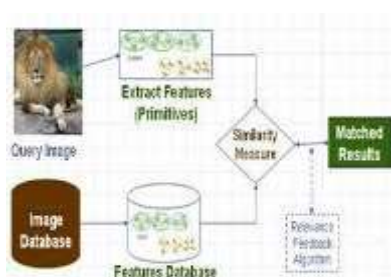 Extract Features
(Primitives)
Query Image
Similarity
Measure
Matched
Results
Image
Database
Features Database
Relevance
Feedback
Algorithm